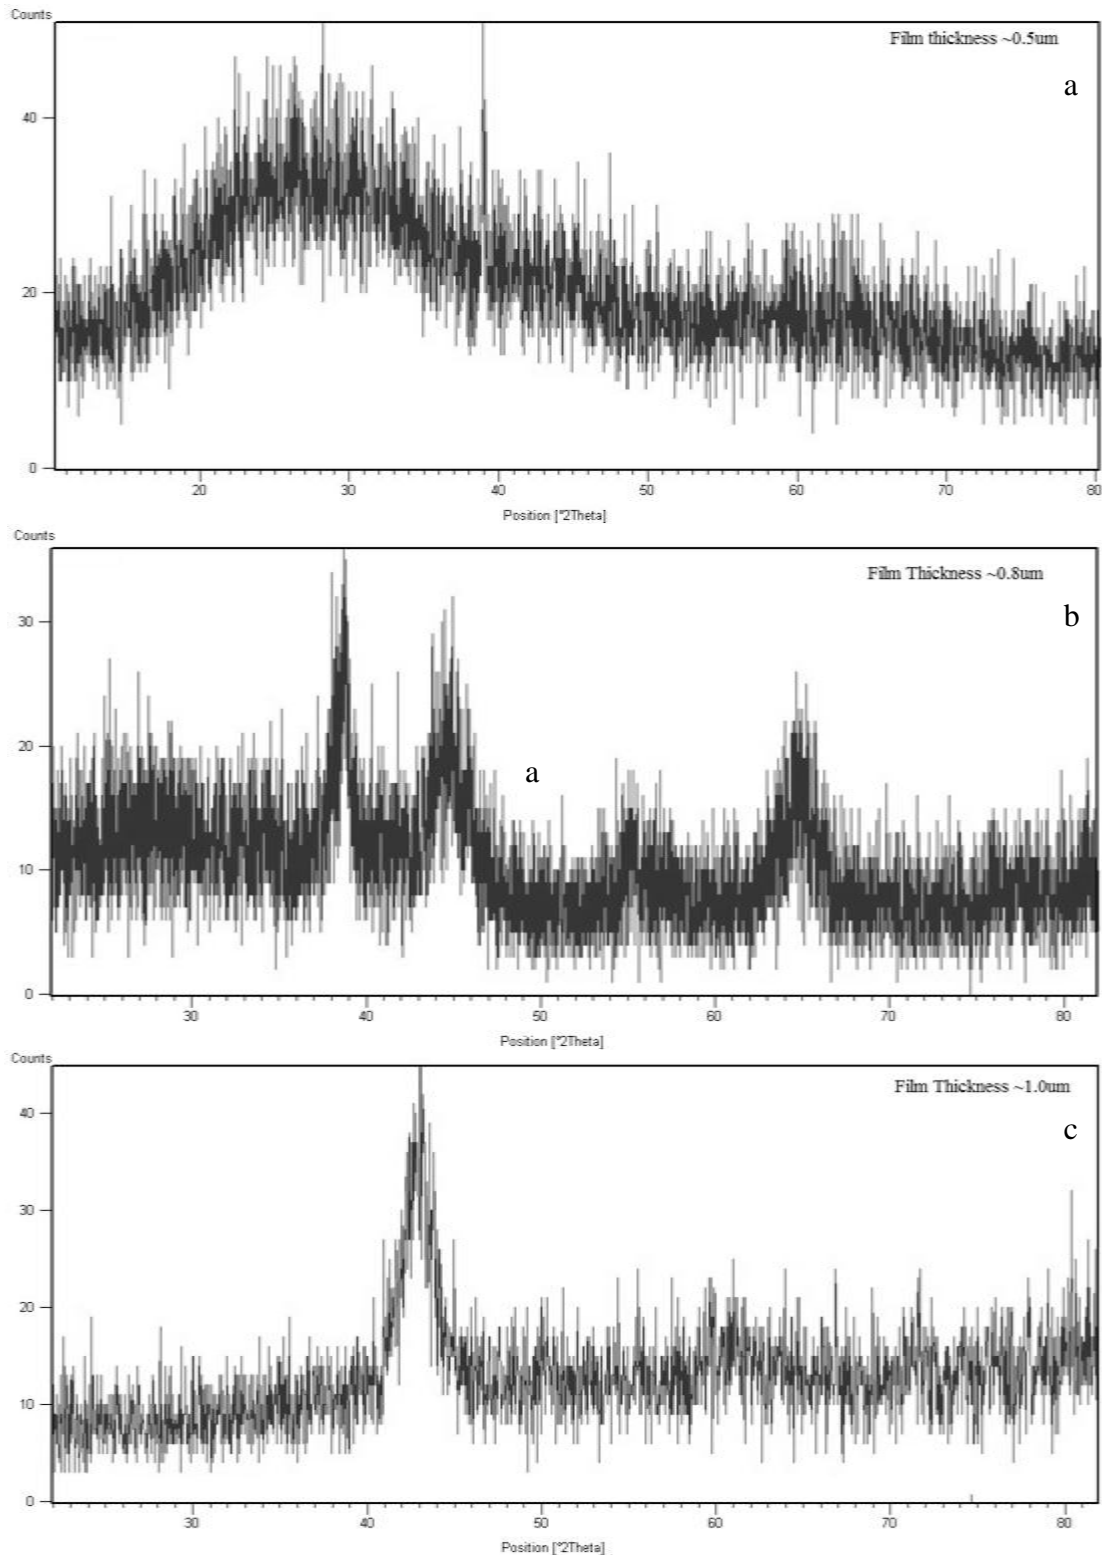 Counts
Film thickness ~0.5um
a
40
20
0
20 30 40 50 60 70 80
Position [°2Theta]
Counts
Film Thickness ~0.8um
b
30
20
a
10
0
30 40 50 60 70 80
Position [°2Theta]
Counts
Film Thickness ~1.0um
c
40
30
20
10
0
30 40 50 60 70 80
Position [°2Theta]